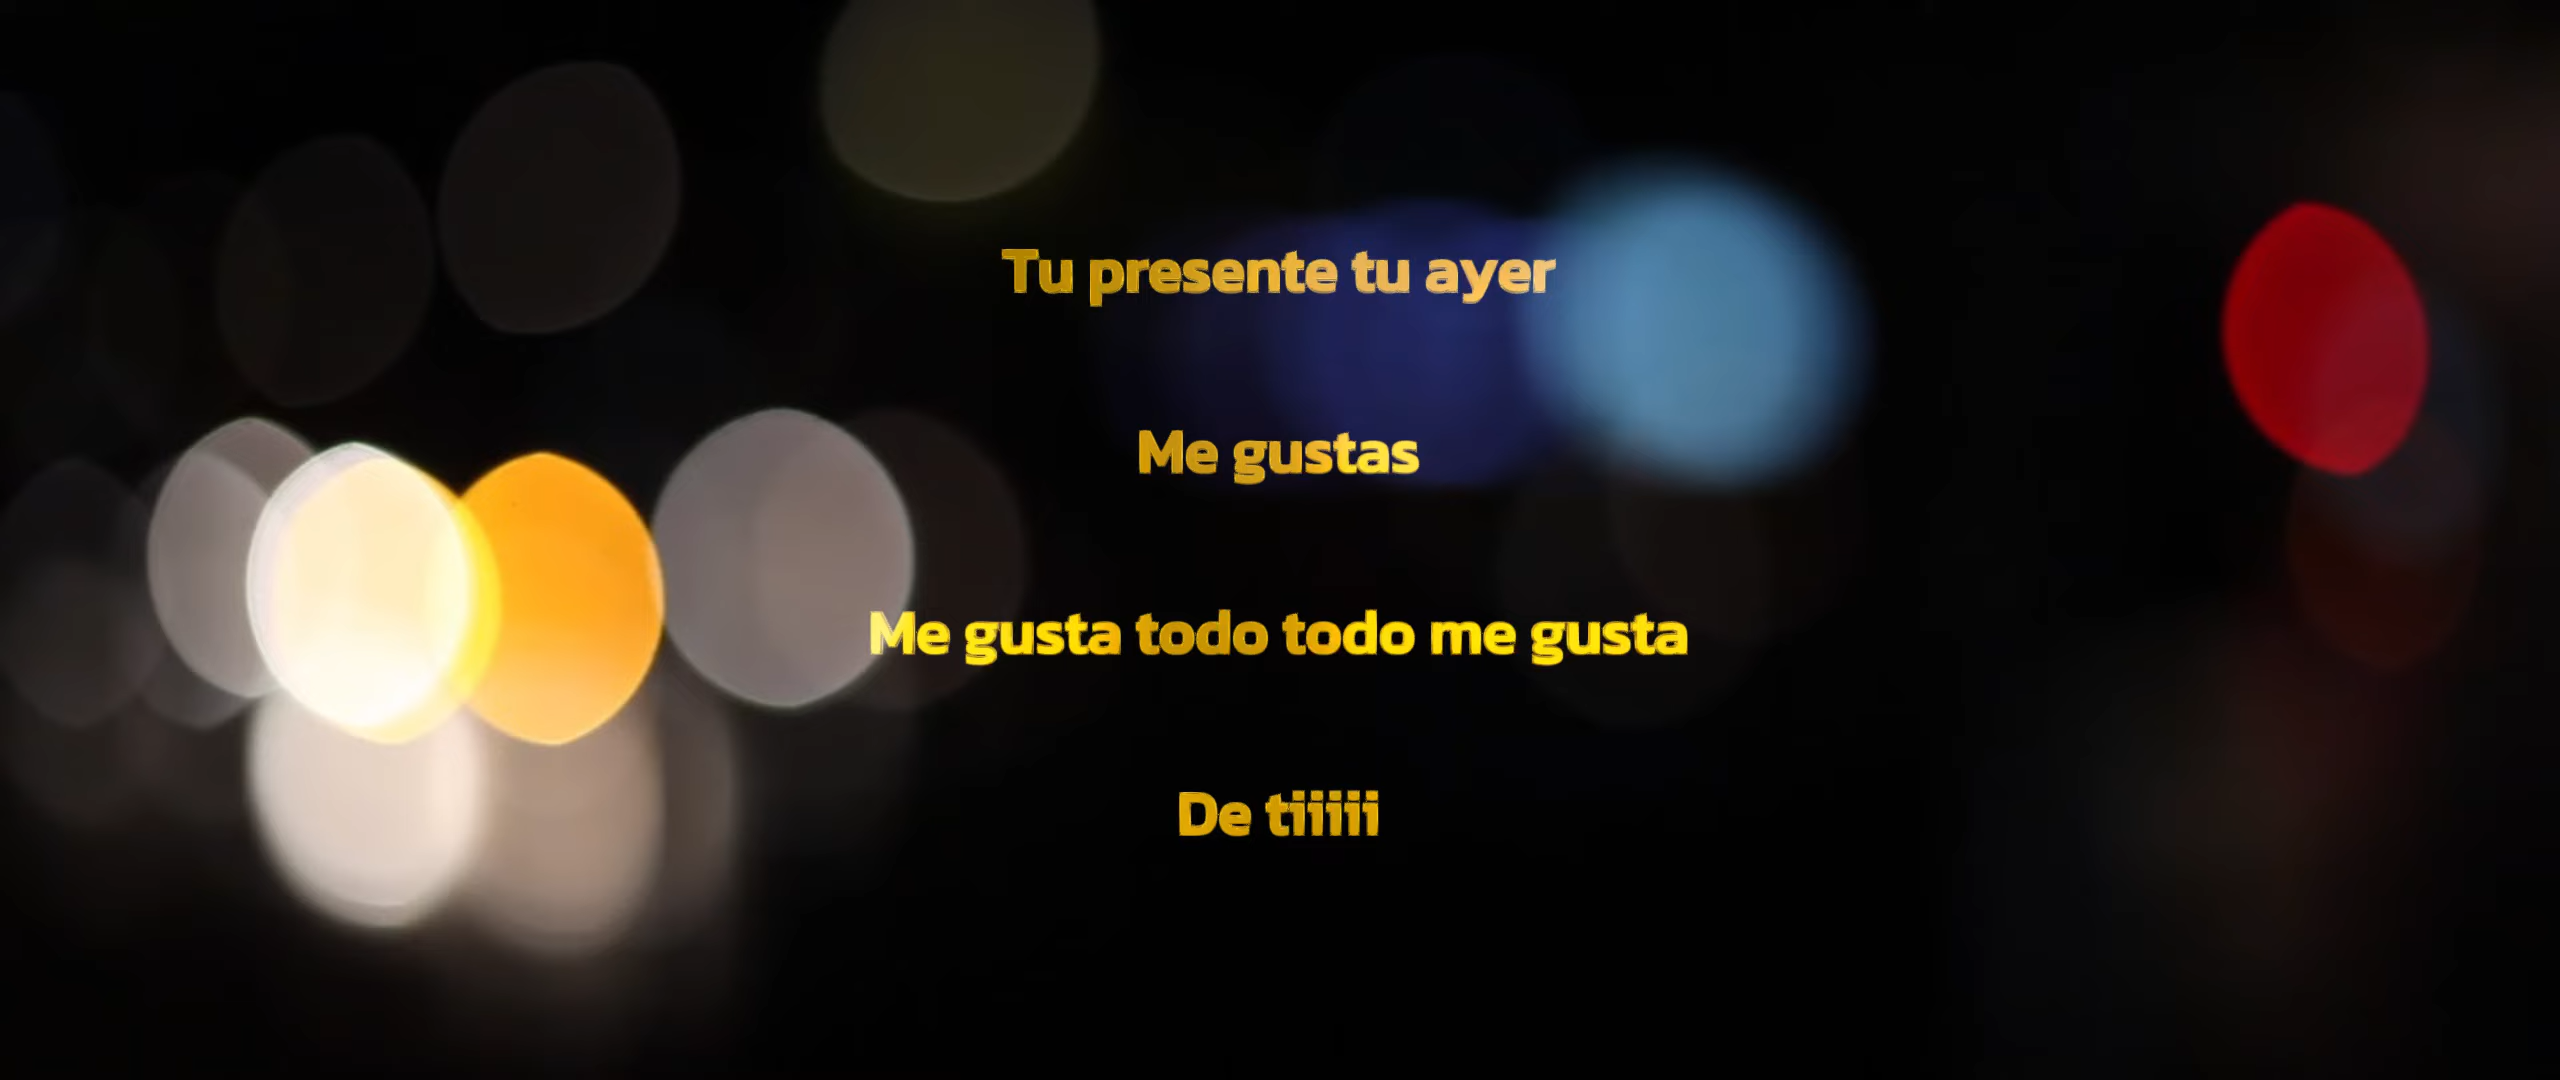 Tu presente tu ayer
Me gustas
Me gusta todo todo me gusta
De tiiiii